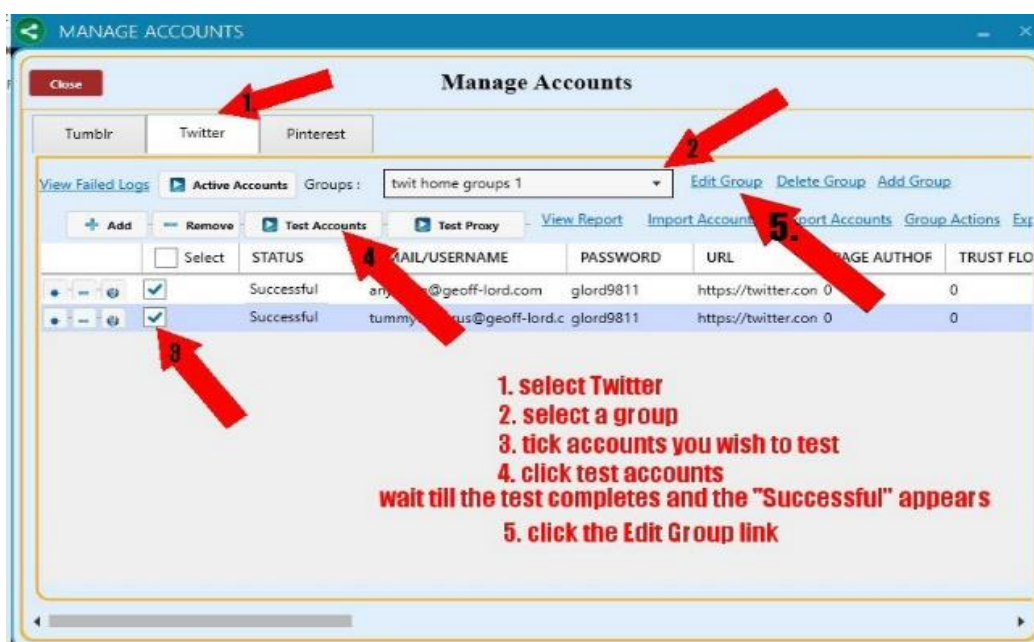 MANAGE ACCOUNTS
Close
Manage Accounts
1.
Tumblr Twitter Pinterest
2
View Failed Logs Active Accounts Groups : twit home groups 1 Edit Group Delete Group Add Group
Add Remove Test Accounts Test Proxy View Report Import Accounts Accounts Group Actions
5.
4
Select STATUS PASSWORD URL AUTHOR TRUST FLO
Successful glord9811 https://twitter.con 0 0
Successful glord9811 https://twitter.con 0 0
3
1. select Twitter
2. select a group
3. tick accounts you wish to test
4. click test accounts
wait till the test completes and the "Successful" appears
5. click the Edit Group link